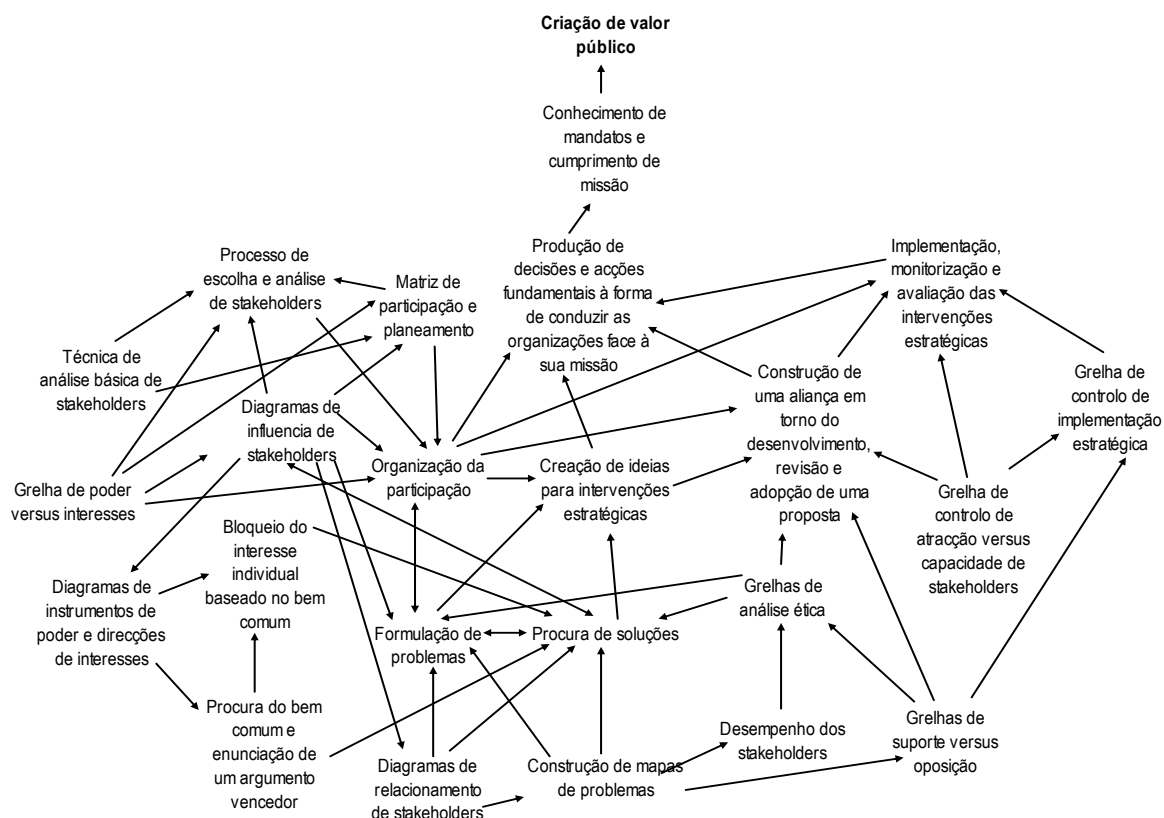 Criação de valor
público
Conhecimento de
mandatos e
cumprimento de
missão
Produção de
decisões e acções
fundamentais à forma
de conduzir as
organizações face à
sua missão
Implementação,
monitorização e
avaliação das
intervenções
estratégicas
Processo de
escolha e análise
de stakeholders
Matriz de
participação e
planeamento
Técnica de
análise básica de
stakeholders
Construção de
uma aliança em
torno do
desenvolvimento,
revisão e
adopção de uma
proposta
Grelha de
controlo de
implementação
estratégica
Diagramas de
influencia de
stakeholders
Organização da
participação
Creação de ideias
para intervenções
estratégicas
Grelha de poder
versus interesses
Grelha de
controlo de
atracção versus
capacidade de
stakeholders
Bloqueio do
interesse
individual
baseado no bem
comum
Diagramas de
instrumentos de
poder e direcções
de interesses
Grelhas de
análise ética
Formulação de
problemas
Procura de soluções
Procura do bem
comum e
enunciação de
um argumento
vencedor
Desempenho dos
stakeholders
Grelhas de
suporte versus
oposição
Diagramas de
relacionamento
de stakeholders
Construção de mapas
de problemas